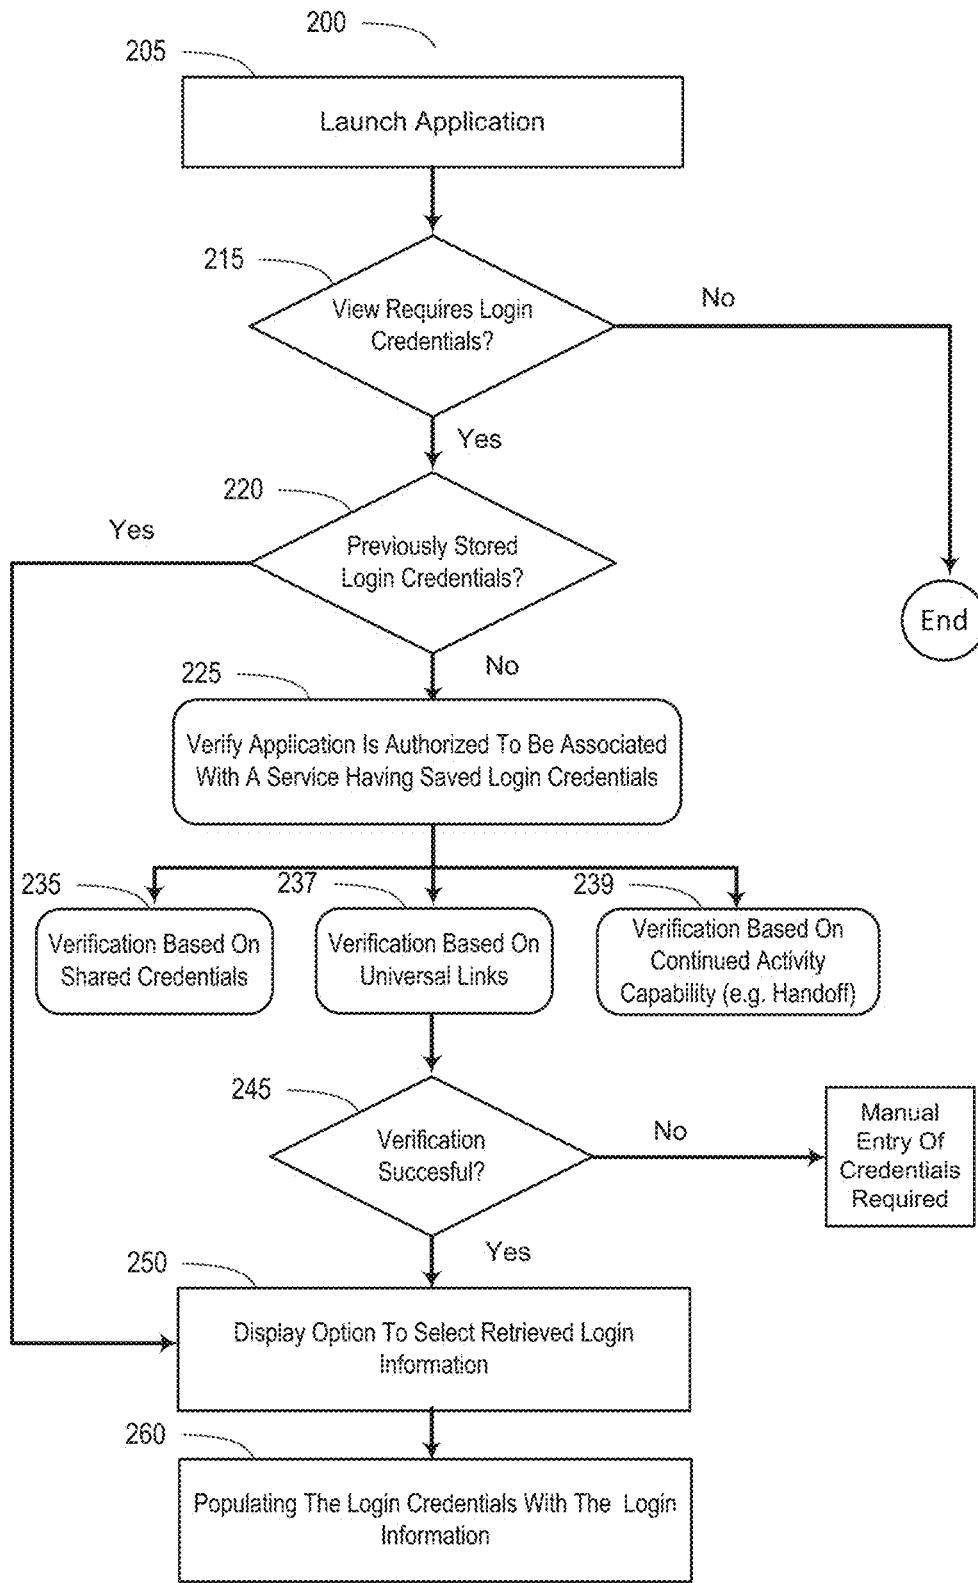 200
205
Launch Application
215
View Requires Login
Credentials?
No
Yes
220
Yes
Previously Stored
Login Credentials?
End
No
225
Verify Application Is Authorized To Be Associated
With A Service Having Saved Login Credentials
235
237
239
Verification Based On
Shared Credentials
Verification Based On
Universal Links
Verification Based On
Continued Activity
Capability (e.g. Handoff)
245
Verification
Succesful?
No
Manual
Entry Of
Credentials
Required
Yes
250
Display Option To Select Retrieved Login
Information
260
Populating The Login Credentials With The Login
Information